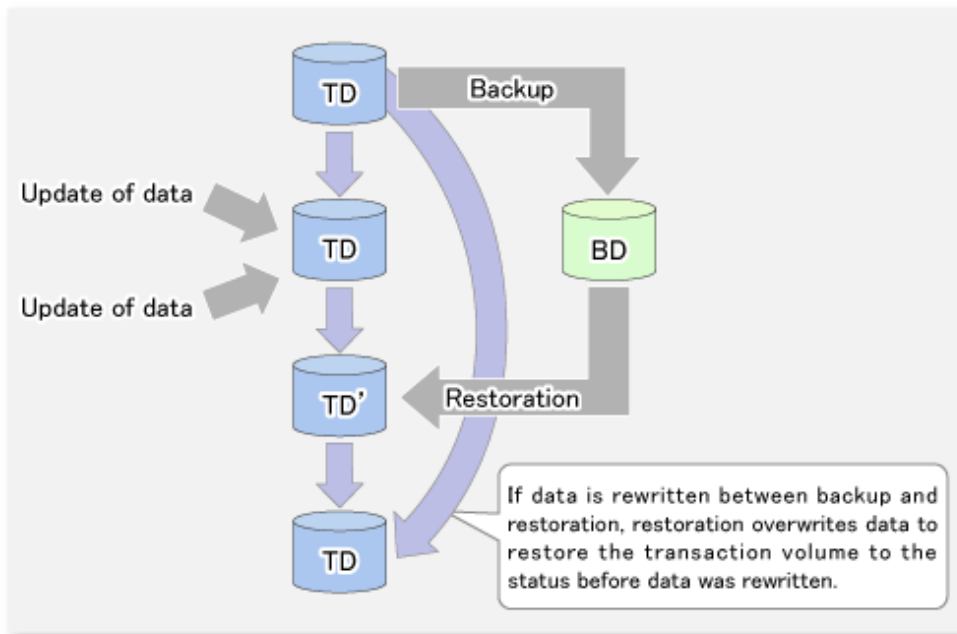 TD
Backup
Update of data
TD
BD
Update of data
TD'
Restoration
If data is rewritten between backup and
restoration, restoration overwrites data to
restore the transaction volume to the
status before data was rewritten.
TD